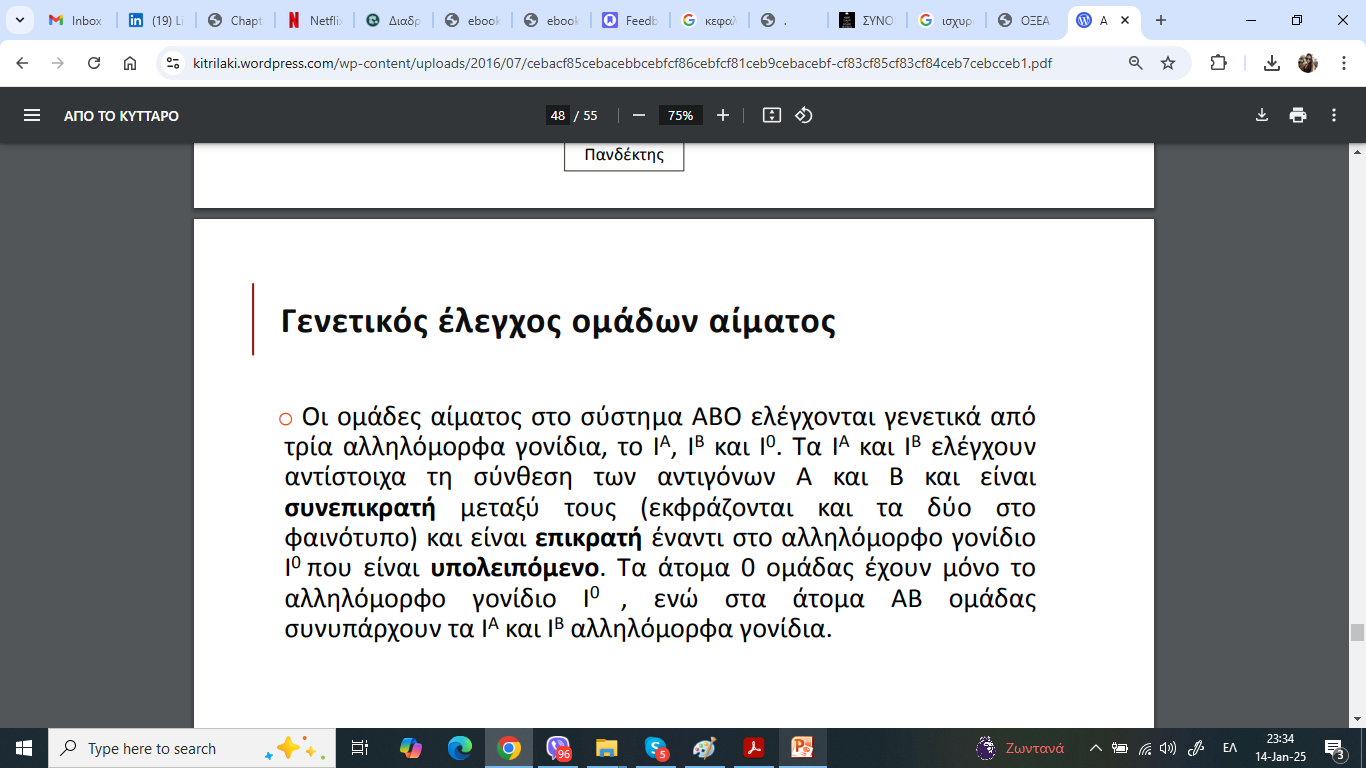 Inbox
(19) Li
Chapt
Netfli
Διαδρ
ebook
ebook
Feedb
κεφαλ
.
ΣΥΝΟ
ισχυρ
ΟΞΕΑ
Α
kitrilaki.wordpress.com/wp-content/uploads/2016/07/cebacf85cebacebbcebfcf86cebfcf81ceb9cebacebf-cf83cf85cf83cf84ceb7cebcceb1.pdf
ΑΠΟ ΤΟ ΚΥΤΤΑΡΟ
48 / 55
75%
Πανδέκτης
Γενετικός έλεγχος ομάδων αίματος
Οι ομάδες αίματος στο σύστημα ΑΒΟ ελέγχονται γενετικά από
τρία αλληλόμορφα γονίδια, το Iᴬ, Iᴮ και I⁰. Τα Iᴬ και Iᴮ ελέγχουν
αντίστοιχα τη σύνθεση των αντιγόνων Α και Β και είναι
συνεπικρατή μεταξύ τους (εκφράζονται και τα δύο στο
φαινότυπο) και είναι επικρατή έναντι στο αλληλόμορφο γονίδιο
I⁰ που είναι υπολειπόμενο. Τα άτομα 0 ομάδας έχουν μόνο το
αλληλόμορφο γονίδιο I⁰ , ενώ στα άτομα ΑΒ ομάδας
συνυπάρχουν τα Iᴬ και Iᴮ αλληλόμορφα γονίδια.
Type here to search
96
5
Ζωντανά
ΕΛ
23:34
14-Jan-25
3